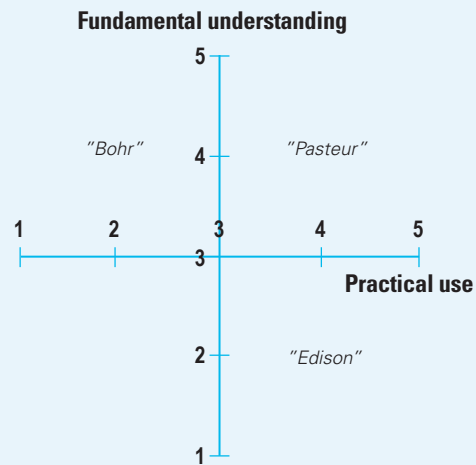 Fundamental understanding
5
"Bohr" 4 "Pasteur"
1 2 3 4 5
3
Practical use
2 "Edison"
1